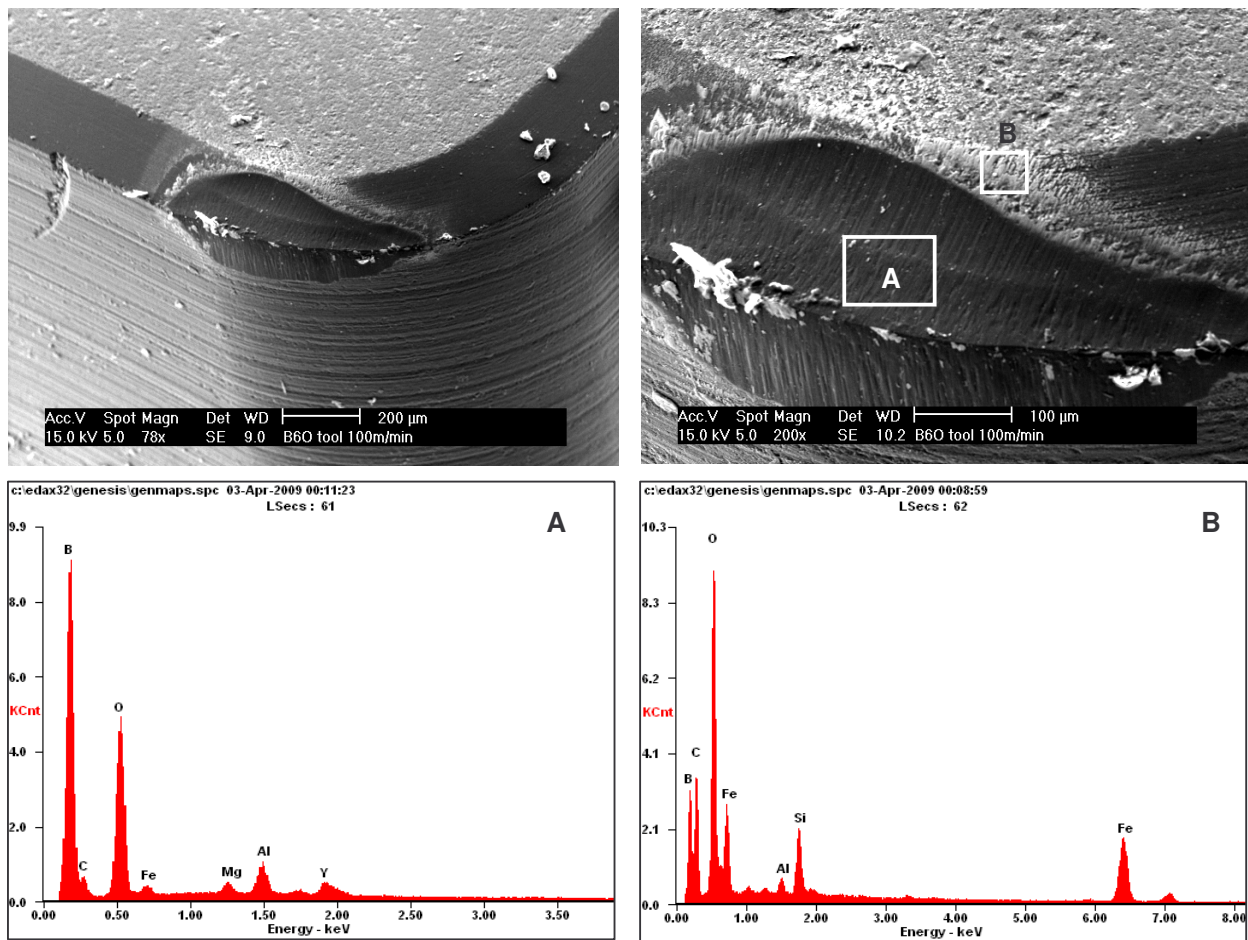 Acc.V Spot Magn Det WD 200 µm
15.0 kV 5.0 78x SE 9.0 B6O tool 100m/min
B
A
Acc.V Spot Magn Det WD 100 µm
15.0 kV 5.0 200x SE 10.2 B6O tool 100m/min
c:\edax32\genesis\genmaps.spc 03-Apr-2009 00:11:23
LSecs : 61
A
9.9
8.0
6.0
KCnt
4.0
2.0
0.0
B
C
O
Fe
Mg
Al
Y
0.00 0.50 1.00 1.50 2.00 2.50 3.00 3.50
Energy - keV
c:\edax32\genesis\genmaps.spc 03-Apr-2009 00:08:59
LSecs : 62
B
10.3
8.3
6.2
KCnt
4.1
2.1
0.0
B
C
O
Fe
Al
Si
Fe
0.00 1.00 2.00 3.00 4.00 5.00 6.00 7.00 8.00
Energy - keV